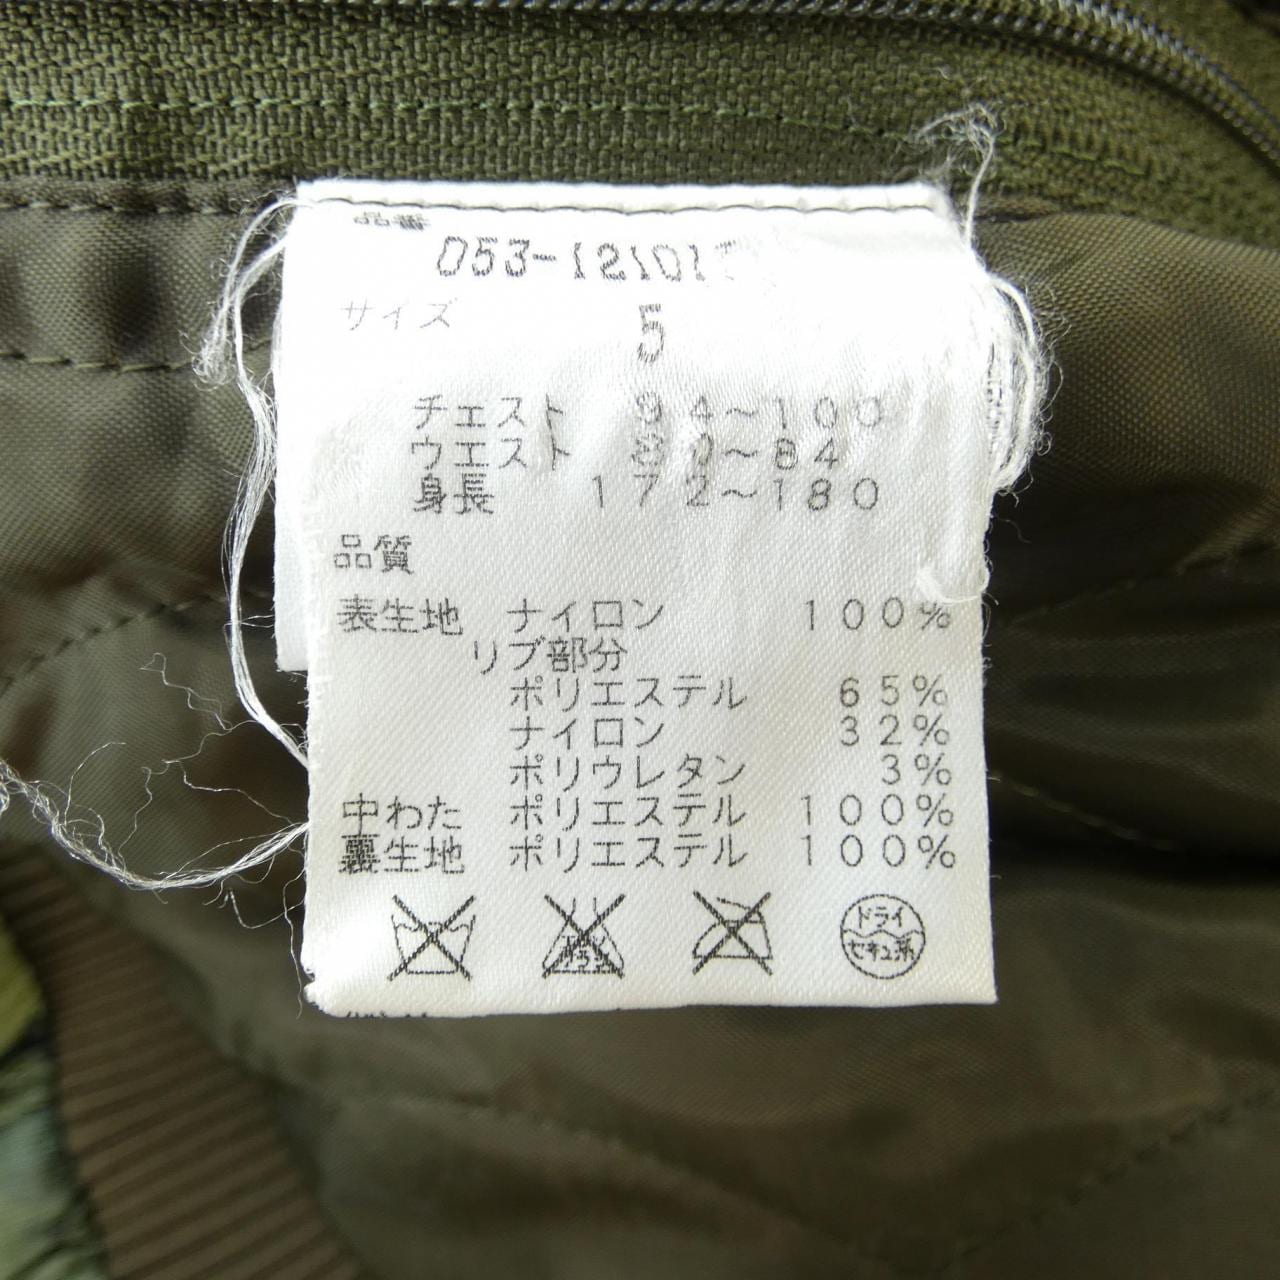 品番
053-12101
サイズ 5
チェスト 94～100
ウエスト ～84
身長 172～180
品質
表生地 ナイロン 100%
リブ部分
ポリエステル 65%
ナイロン 32%
ポリウレタン 3%
中わた ポリエステル 100%
裏生地 ポリエステル 100%
ドライ
セキュ系